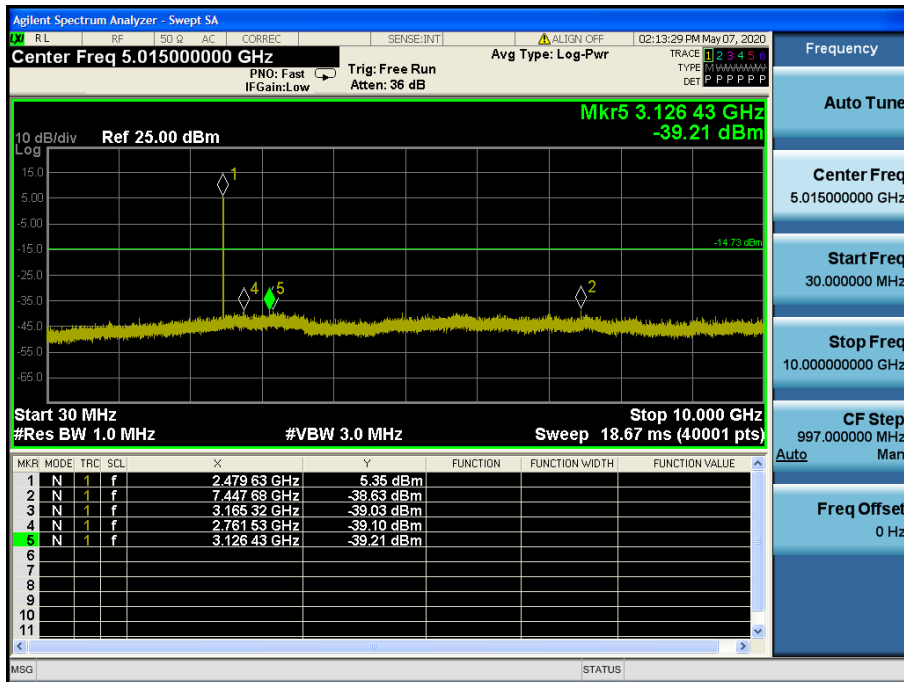 Agilent Spectrum Analyzer - Swept SA
LXI RL RF 50 Ω AC CORREC SENSE:INT ALIGN OFF 02:13:29 PM May 07, 2020
Center Freq 5.015000000 GHz
PNO: Fast
IFGain:Low
Trig: Free Run
Atten: 36 dB
Avg Type: Log-Pwr
TRACE 1 2 3 4 5 6
TYPE M W W W W W
DET P P P P P P
Mkr5 3.126 43 GHz
-39.21 dBm
10 dB/div Ref 25.00 dBm
Log
15.0
5.00
-5.00
-15.0
-25.0
-35.0
-45.0
-55.0
-65.0
1
-14.73 dBm
4
5
2
Start 30 MHz Stop 10.000 GHz
#Res BW 1.0 MHz #VBW 3.0 MHz Sweep 18.67 ms (40001 pts)
MKR MODE TRC SCL X Y FUNCTION FUNCTION WIDTH FUNCTION VALUE
1 N 1 f 2.479 63 GHz 5.35 dBm
2 N 1 f 7.447 68 GHz -38.63 dBm
3 N 1 f 3.165 32 GHz -39.03 dBm
4 N 1 f 2.761 53 GHz -39.10 dBm
5 N 1 f 3.126 43 GHz -39.21 dBm
6
7
8
9
10
11
MSG STATUS
Frequency
Auto Tune
Center Freq
5.015000000 GHz
Start Freq
30.000000 MHz
Stop Freq
10.000000000 GHz
CF Step
997.000000 MHz
Auto Man
Freq Offset
0 Hz